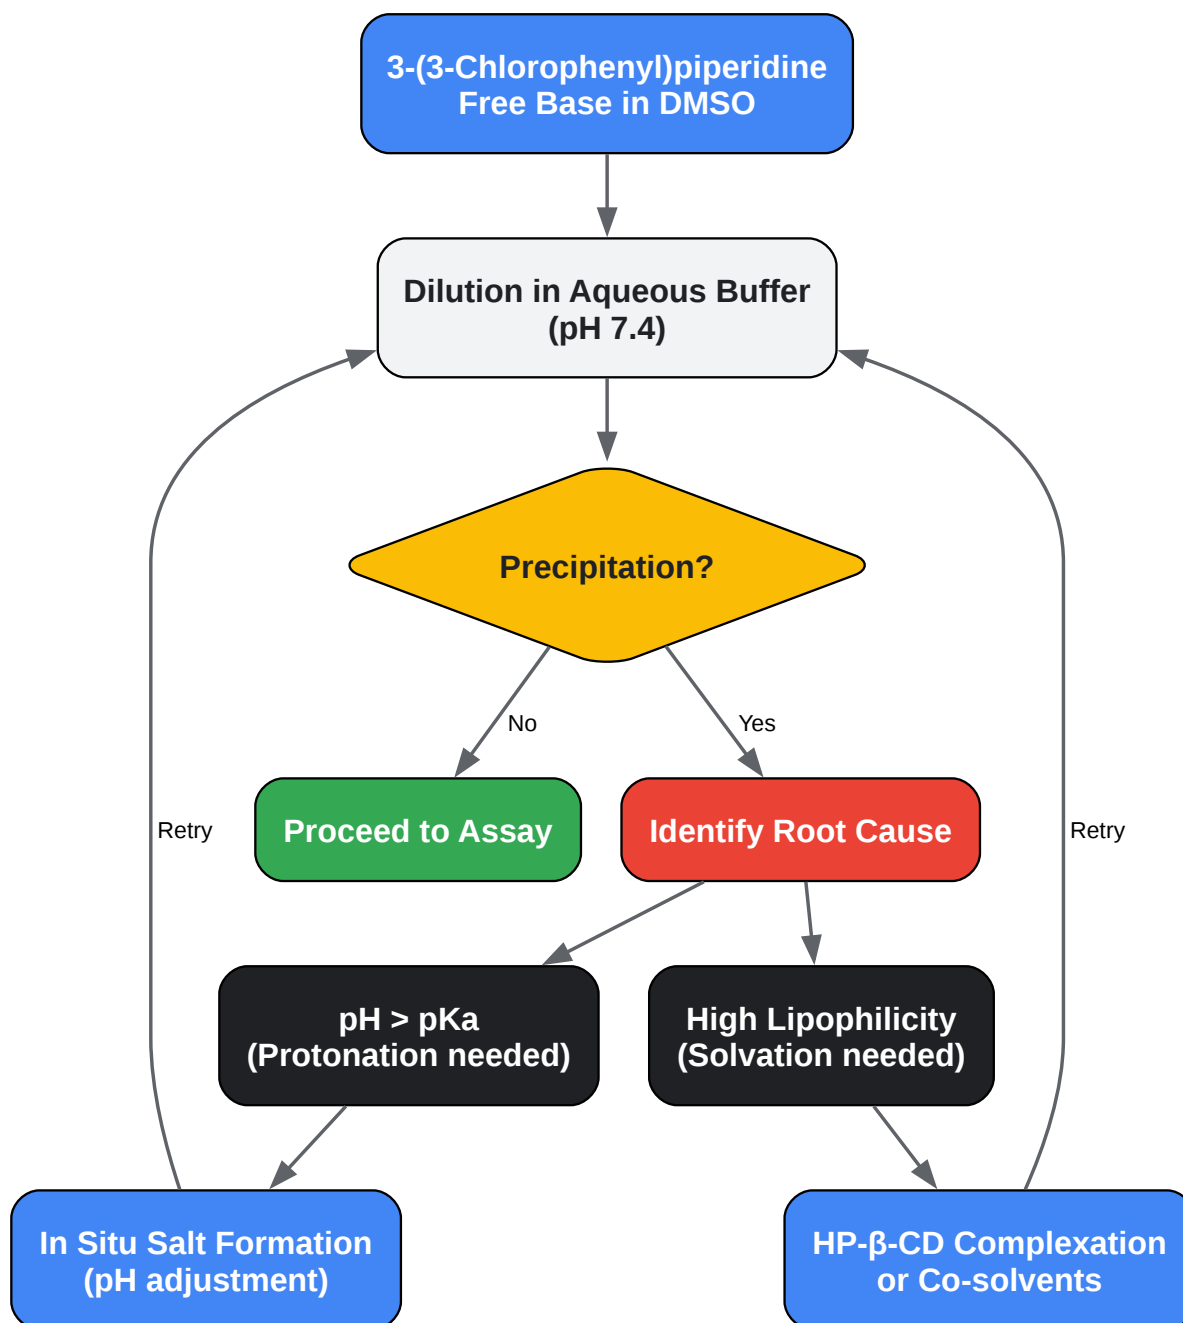 3-(3-Chlorophenyl)piperidine
Free Base in DMSO
Dilution in Aqueous Buffer
(pH 7.4)
Precipitation?
No
Yes
Proceed to Assay
Identify Root Cause
Retry
Retry
pH > pKa
(Protonation needed)
High Lipophilicity
(Solvation needed)
In Situ Salt Formation
(pH adjustment)
HP-β-CD Complexation
or Co-solvents